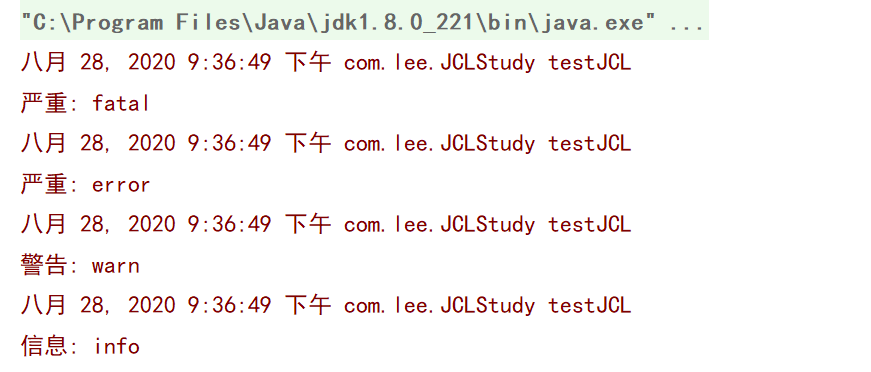 "C:\Program Files\Java\jdk1.8.0_221\bin\java.exe" ...
八月 28, 2020 9:36:49 下午 com.lee.JCLStudy testJCL
严重: fatal
八月 28, 2020 9:36:49 下午 com.lee.JCLStudy testJCL
严重: error
八月 28, 2020 9:36:49 下午 com.lee.JCLStudy testJCL
警告: warn
八月 28, 2020 9:36:49 下午 com.lee.JCLStudy testJCL
信息: info